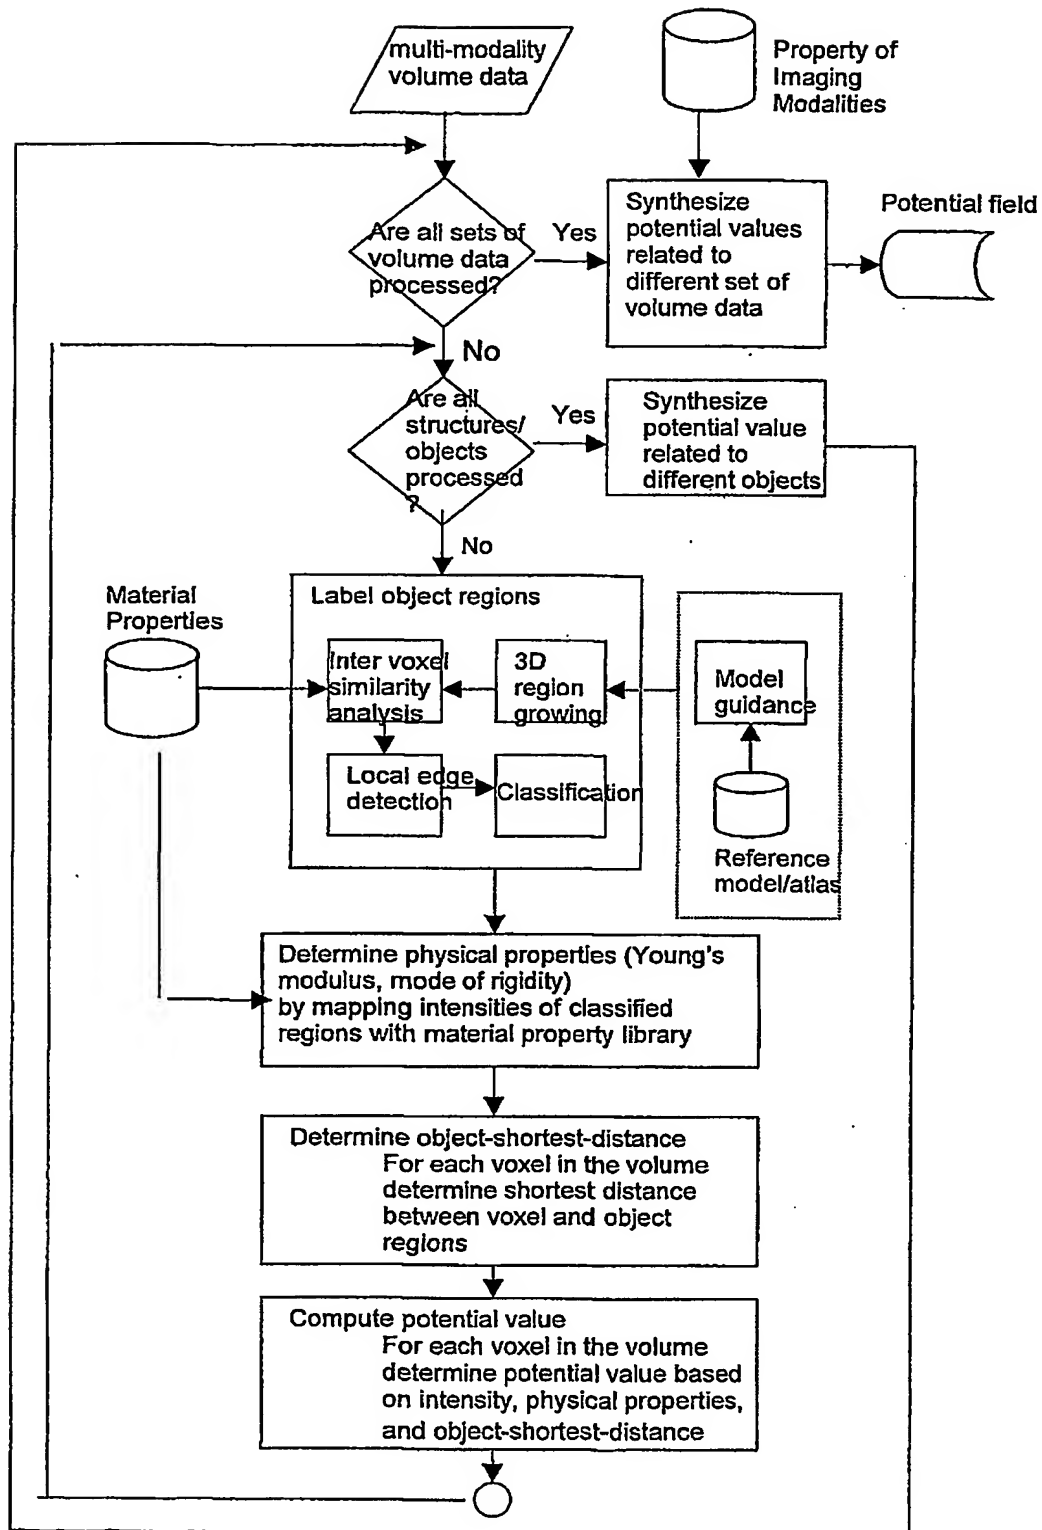 multi-modality
volume data
Property of
Imaging
Modalities
Are all sets of
volume data
processed?
Yes
Synthesize
potential values
related to
different set of
volume data
Potential field
No
Are all
structures/
objects
processed
?
Yes
Synthesize
potential value
related to
different objects
No
Material
Properties
Label object regions
Inter voxel
similarity
analysis
3D
region
growing
Model
guidance
Local edge
detection
Classification
Reference
model/atlas
Determine physical properties (Young's
modulus, mode of rigidity)
by mapping intensities of classified
regions with material property library
Determine object-shortest-distance
For each voxel in the volume
determine shortest distance
between voxel and object
regions
Compute potential value
For each voxel in the volume
determine potential value based
on intensity, physical properties,
and object-shortest-distance